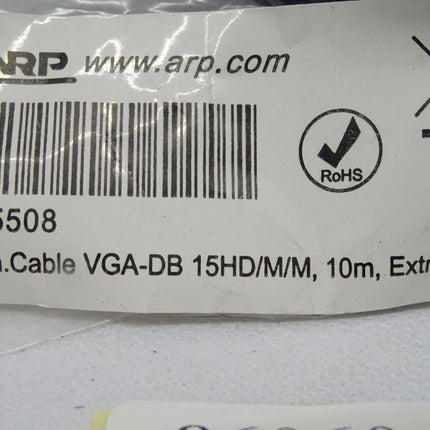 ARP www.arp.com
RoHS
5508
.Cable VGA-DB 15HD/M/M, 10m, Extr